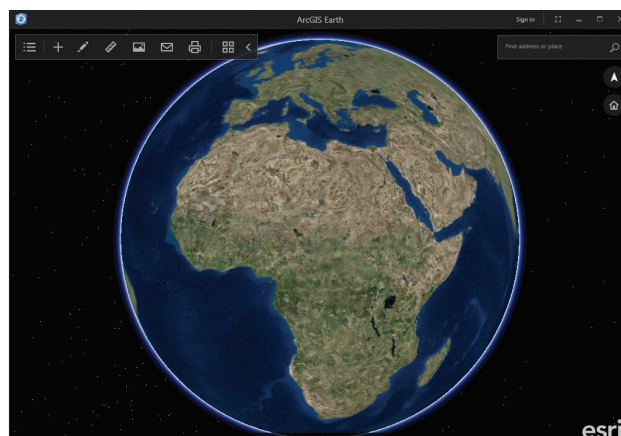 ArcGIS Earth
Sign in
Find address or place
esri